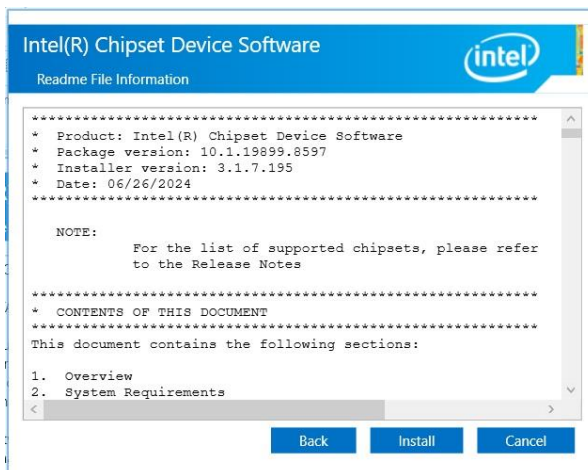 Intel(R) Chipset Device Software
intel
Readme File Information
************************************************************
* Product: Intel(R) Chipset Device Software
* Package version: 10.1.19899.8597
* Installer version: 3.1.7.195
* Date: 06/26/2024
************************************************************
NOTE:
For the list of supported chipsets, please refer
to the Release Notes
************************************************************
* CONTENTS OF THIS DOCUMENT
************************************************************
This document contains the following sections:
1. Overview
2. System Requirements
Back Install Cancel